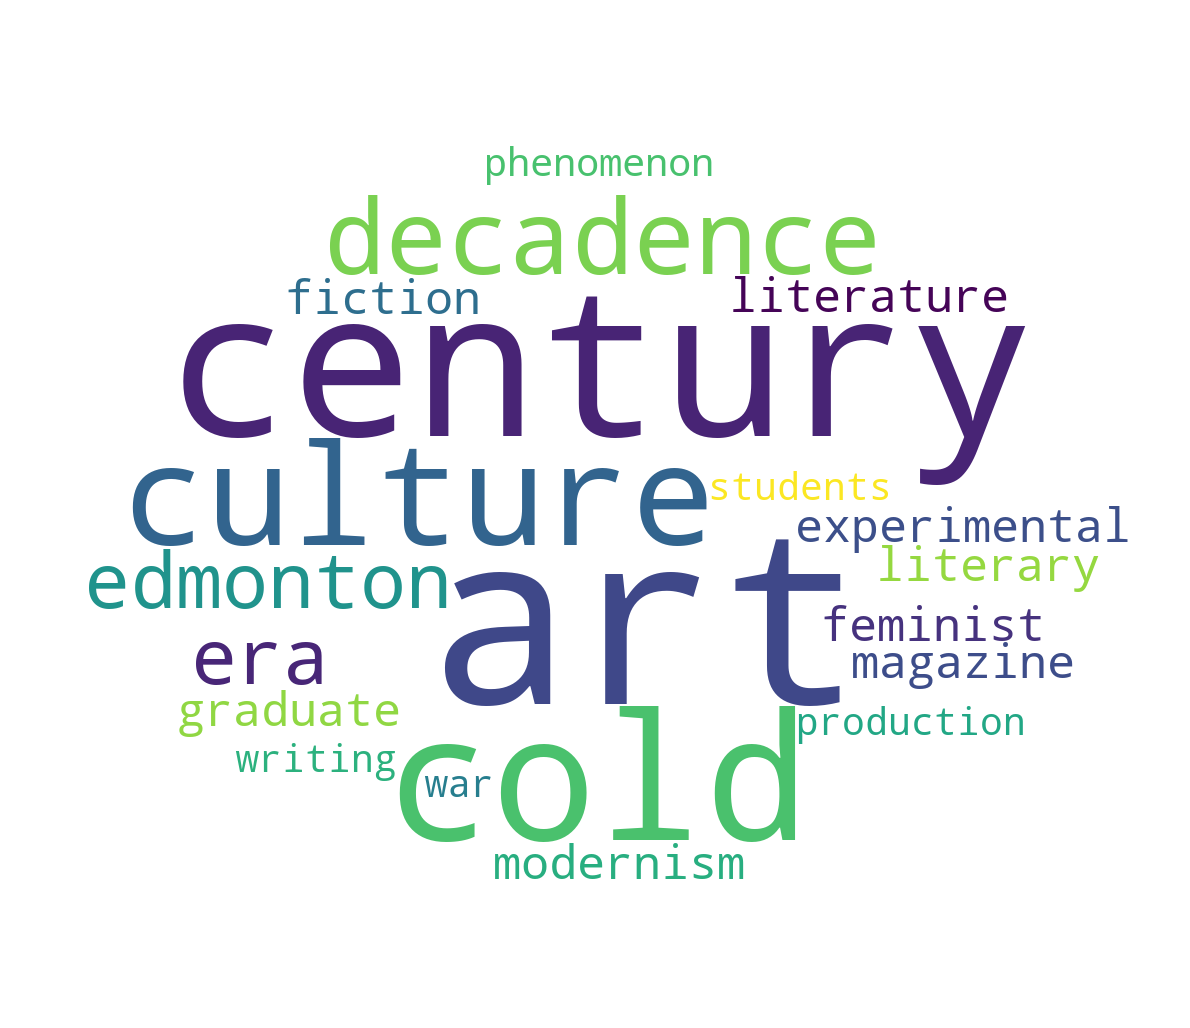 phenomenon
decadence
fiction literature
century
culture
students
experimental
edmonton art literary
era feminist
magazine
graduate production
writing war cold
modernism